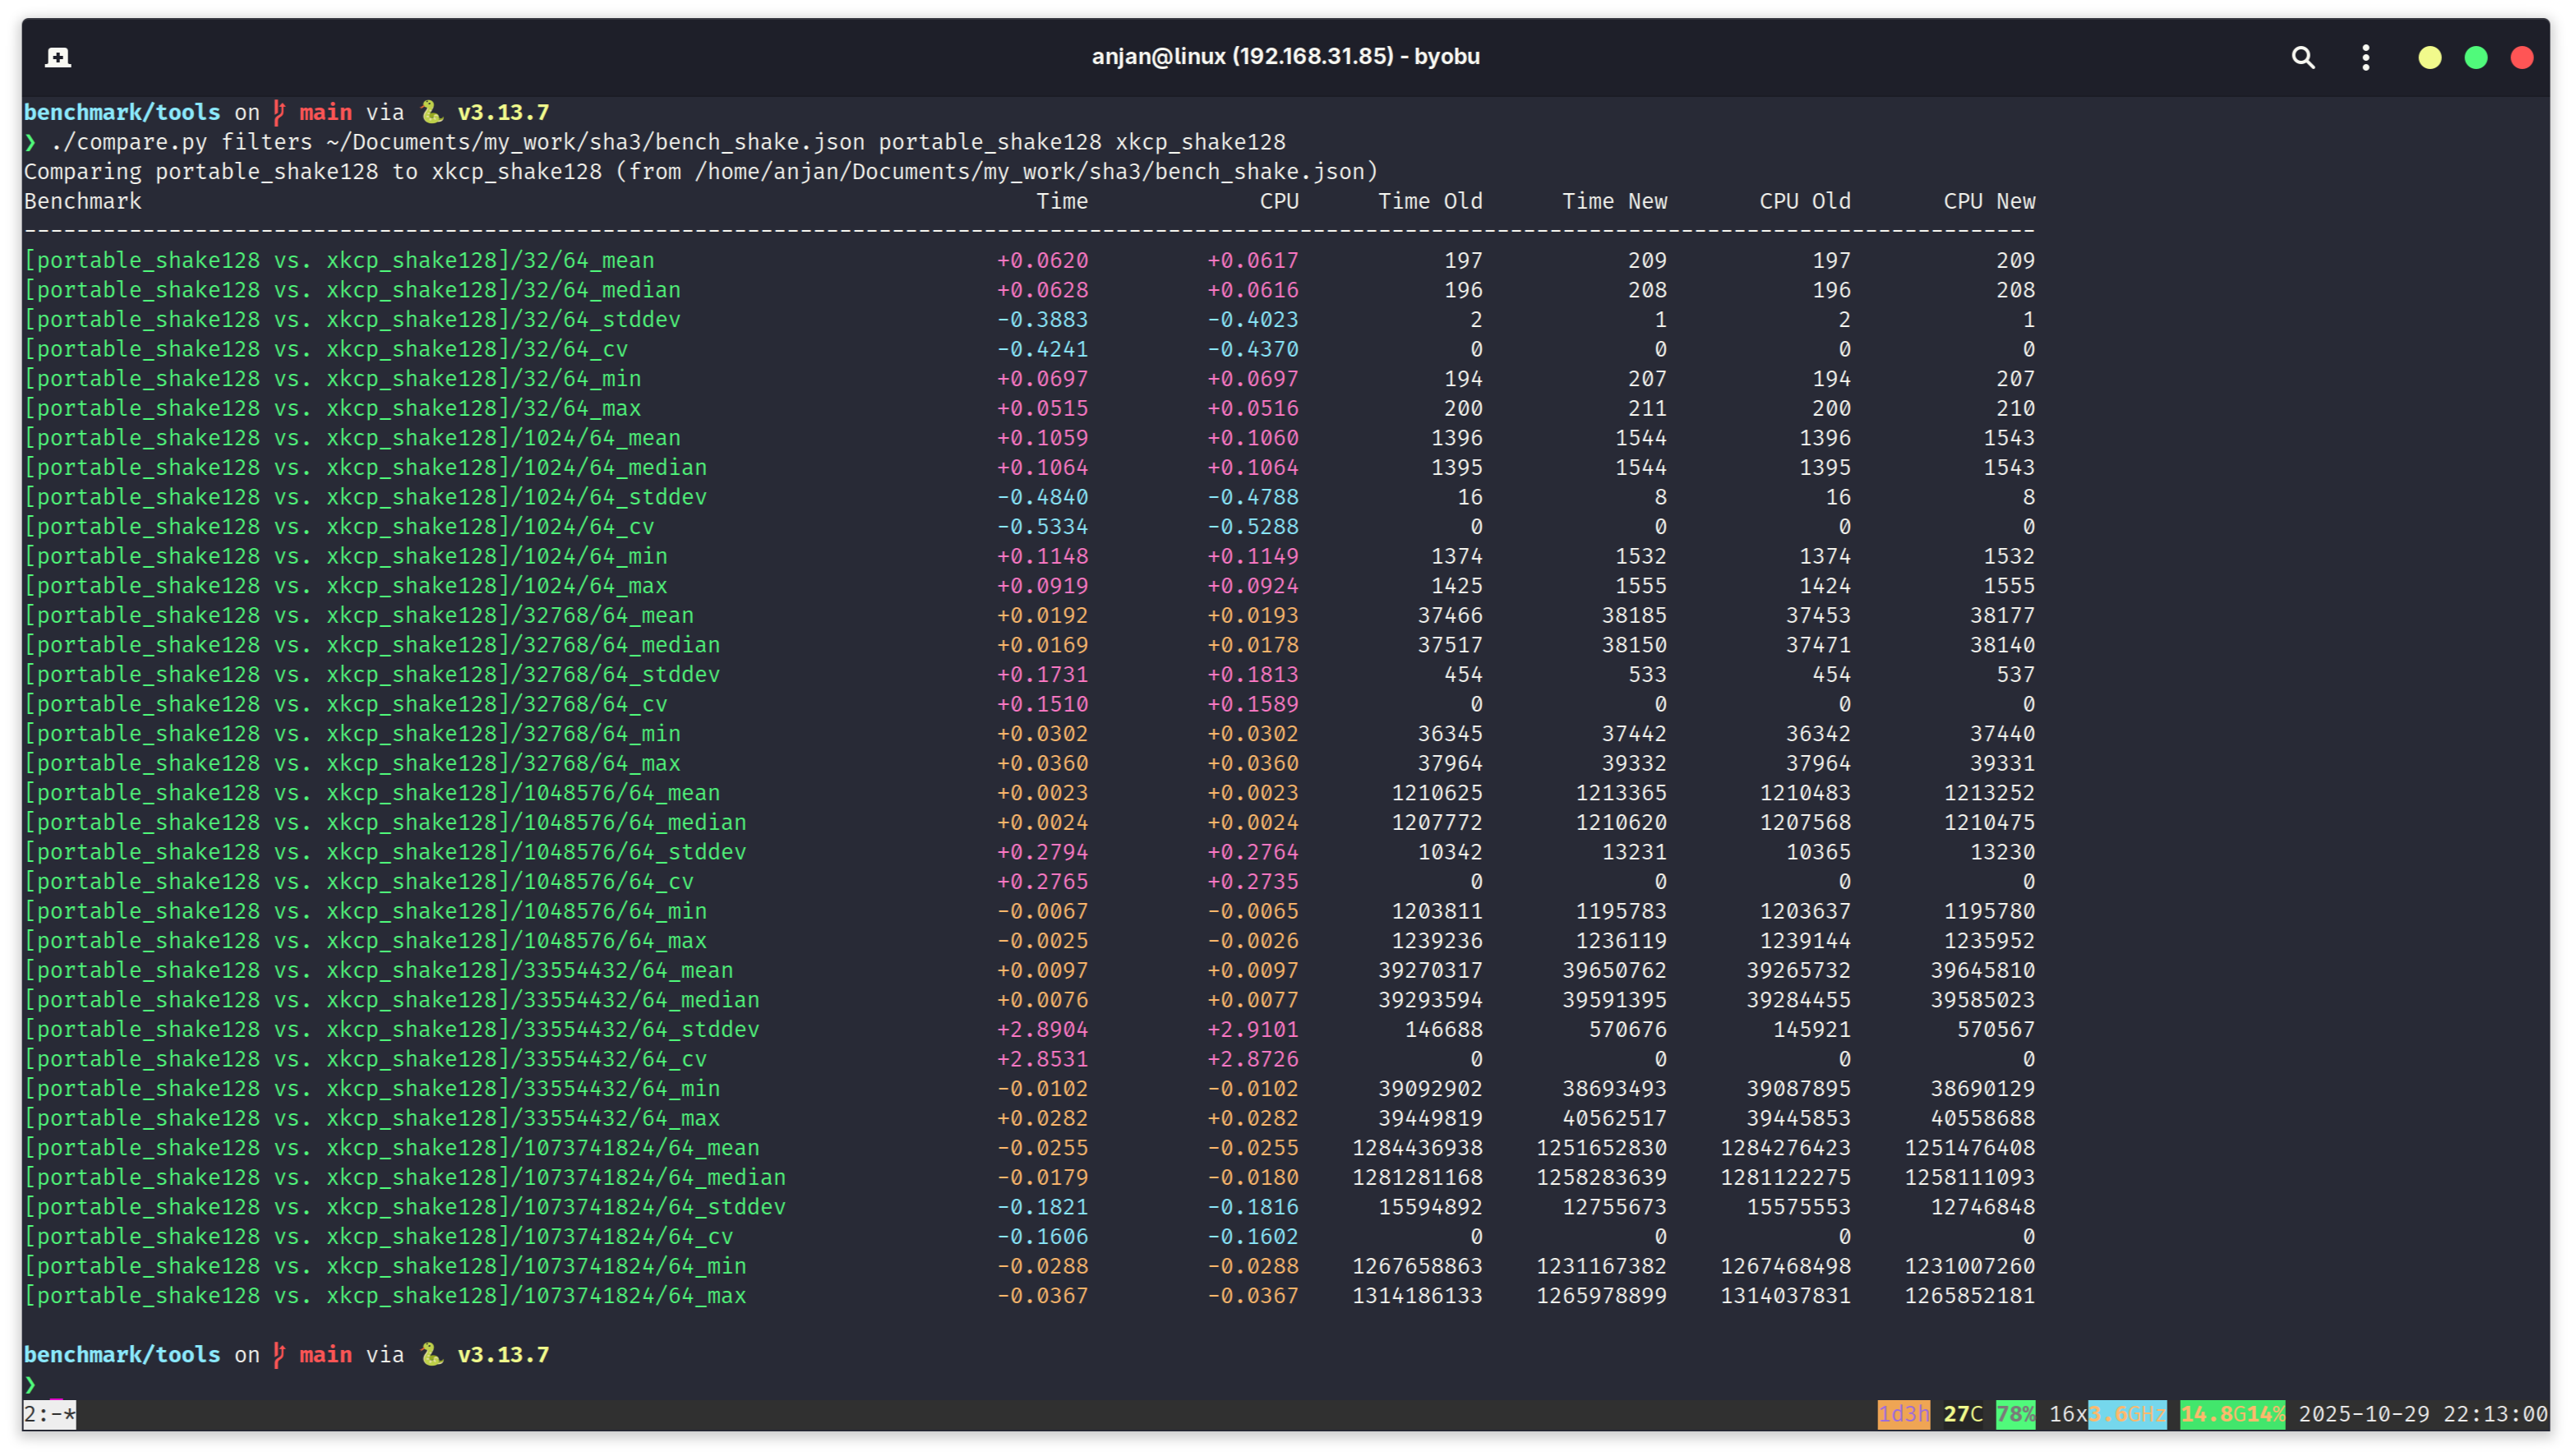 anjan@linux (192.168.31.85) - byobu
benchmark/tools on main via v3.13.7
❯ ./compare.py filters ~/Documents/my_work/sha3/bench_shake.json portable_shake128 xkcp_shake128
Comparing portable_shake128 to xkcp_shake128 (from /home/anjan/Documents/my_work/sha3/bench_shake.json)
Benchmark Time CPU Time Old Time New CPU Old CPU New
---------------------------------------------------------------------------------------------------------------------------------------------------------
[portable_shake128 vs. xkcp_shake128]/32/64_mean +0.0620 +0.0617 197 209 197 209
[portable_shake128 vs. xkcp_shake128]/32/64_median +0.0628 +0.0616 196 208 196 208
[portable_shake128 vs. xkcp_shake128]/32/64_stddev -0.3883 -0.4023 2 1 2 1
[portable_shake128 vs. xkcp_shake128]/32/64_cv -0.4241 -0.4370 0 0 0 0
[portable_shake128 vs. xkcp_shake128]/32/64_min +0.0697 +0.0697 194 207 194 207
[portable_shake128 vs. xkcp_shake128]/32/64_max +0.0515 +0.0516 200 211 200 210
[portable_shake128 vs. xkcp_shake128]/1024/64_mean +0.1059 +0.1060 1396 1544 1396 1543
[portable_shake128 vs. xkcp_shake128]/1024/64_median +0.1064 +0.1064 1395 1544 1395 1543
[portable_shake128 vs. xkcp_shake128]/1024/64_stddev -0.4840 -0.4788 16 8 16 8
[portable_shake128 vs. xkcp_shake128]/1024/64_cv -0.5334 -0.5288 0 0 0 0
[portable_shake128 vs. xkcp_shake128]/1024/64_min +0.1148 +0.1149 1374 1532 1374 1532
[portable_shake128 vs. xkcp_shake128]/1024/64_max +0.0919 +0.0924 1425 1555 1424 1555
[portable_shake128 vs. xkcp_shake128]/32768/64_mean +0.0192 +0.0193 37466 38185 37453 38177
[portable_shake128 vs. xkcp_shake128]/32768/64_median +0.0169 +0.0178 37517 38150 37471 38140
[portable_shake128 vs. xkcp_shake128]/32768/64_stddev +0.1731 +0.1813 454 533 454 537
[portable_shake128 vs. xkcp_shake128]/32768/64_cv +0.1510 +0.1589 0 0 0 0
[portable_shake128 vs. xkcp_shake128]/32768/64_min +0.0302 +0.0302 36345 37442 36342 37440
[portable_shake128 vs. xkcp_shake128]/32768/64_max +0.0360 +0.0360 37964 39332 37964 39331
[portable_shake128 vs. xkcp_shake128]/1048576/64_mean +0.0023 +0.0023 1210625 1213365 1210483 1213252
[portable_shake128 vs. xkcp_shake128]/1048576/64_median +0.0024 +0.0024 1207772 1210620 1207568 1210475
[portable_shake128 vs. xkcp_shake128]/1048576/64_stddev +0.2794 +0.2764 10342 13231 10365 13230
[portable_shake128 vs. xkcp_shake128]/1048576/64_cv +0.2765 +0.2735 0 0 0 0
[portable_shake128 vs. xkcp_shake128]/1048576/64_min -0.0067 -0.0065 1203811 1195783 1203637 1195780
[portable_shake128 vs. xkcp_shake128]/1048576/64_max -0.0025 -0.0026 1239236 1236119 1239144 1235952
[portable_shake128 vs. xkcp_shake128]/33554432/64_mean +0.0097 +0.0097 39270317 39650762 39265732 39645810
[portable_shake128 vs. xkcp_shake128]/33554432/64_median +0.0076 +0.0077 39293594 39591395 39284455 39585023
[portable_shake128 vs. xkcp_shake128]/33554432/64_stddev +2.8904 +2.9101 146688 570676 145921 570567
[portable_shake128 vs. xkcp_shake128]/33554432/64_cv +2.8531 +2.8726 0 0 0 0
[portable_shake128 vs. xkcp_shake128]/33554432/64_min -0.0102 -0.0102 39092902 38693493 39087895 38690129
[portable_shake128 vs. xkcp_shake128]/33554432/64_max +0.0282 +0.0282 39449819 40562517 39445853 40558688
[portable_shake128 vs. xkcp_shake128]/1073741824/64_mean -0.0255 -0.0255 1284436938 1251652830 1284276423 1251476408
[portable_shake128 vs. xkcp_shake128]/1073741824/64_median -0.0179 -0.0180 1281281168 1258283639 1281122275 1258111093
[portable_shake128 vs. xkcp_shake128]/1073741824/64_stddev -0.1821 -0.1816 15594892 12755673 15575553 12746848
[portable_shake128 vs. xkcp_shake128]/1073741824/64_cv -0.1606 -0.1602 0 0 0 0
[portable_shake128 vs. xkcp_shake128]/1073741824/64_min -0.0288 -0.0288 1267658863 1231167382 1267468498 1231007260
[portable_shake128 vs. xkcp_shake128]/1073741824/64_max -0.0367 -0.0367 1314186133 1265978899 1314037831 1265852181
benchmark/tools on main via v3.13.7
❯
2:-* 1d3h 27C 78% 16x3.6GHz 14.8G14% 2025-10-29 22:13:00